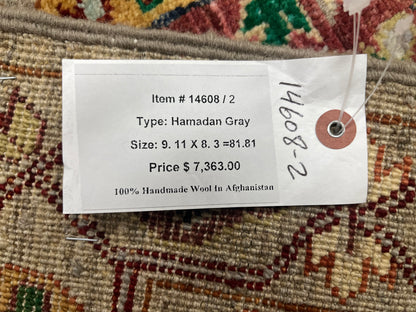 Item # 14608 / 2
Type: Hamadan Gray
Size: 9. 11 X 8. 3 =81.81
Price $ 7,363.00
100% Handmade Wool In Afghanistan
14608-2